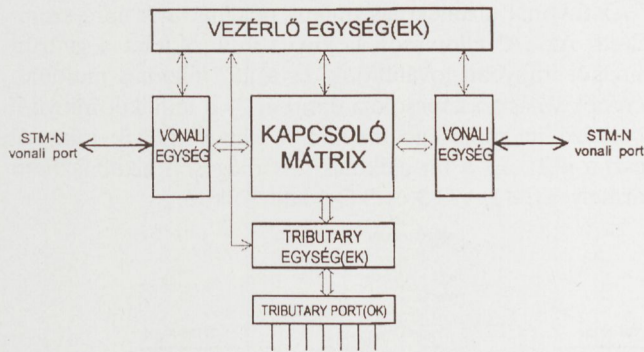 VEZÉRLŐ EGYSÉG(EK)
STM-N
vonali port
VONALI
EGYSÉG
KAPCSOLÓ
MÁTRIX
VONALI
EGYSÉG
STM-N
vonali port
TRIBUTARY
EGYSÉG(EK)
TRIBUTARY PORT(OK)